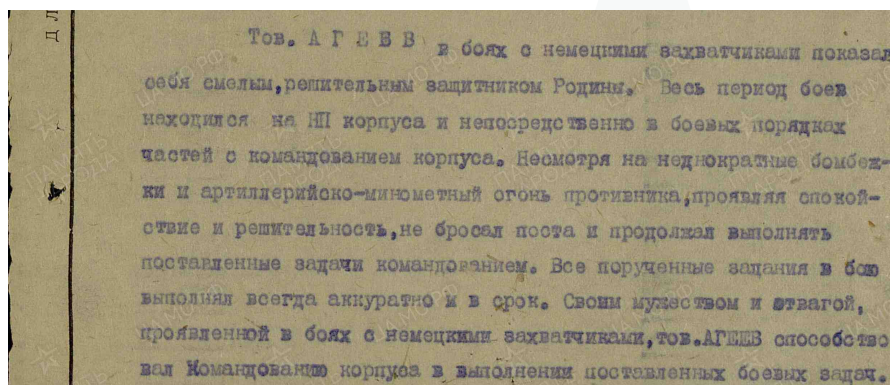 Тов. А Г Е Е В в боях с немецкими захватчиками показал
себя смелым,решительным защитником Родины. Весь период боев
находился на НП корпуса и непосредственно в боевых порядках
частей с командованием корпуса. Несмотря на неднократные бомбеж-
ки и артиллерийско-минометный огонь противника,проявляя спокой-
ствие и решительность,не бросал поста и продолжал выполнять
поставленные задачи командованием. Все порученные задания в бою
выполнял всегда аккуратно и в срок. Своим мужеством и отвагой,
проявленной в боях с немецкими захватчиками,тов.АГЕЕВ способство
вал Командованию корпуса в выполнении поставленных боевых задач.